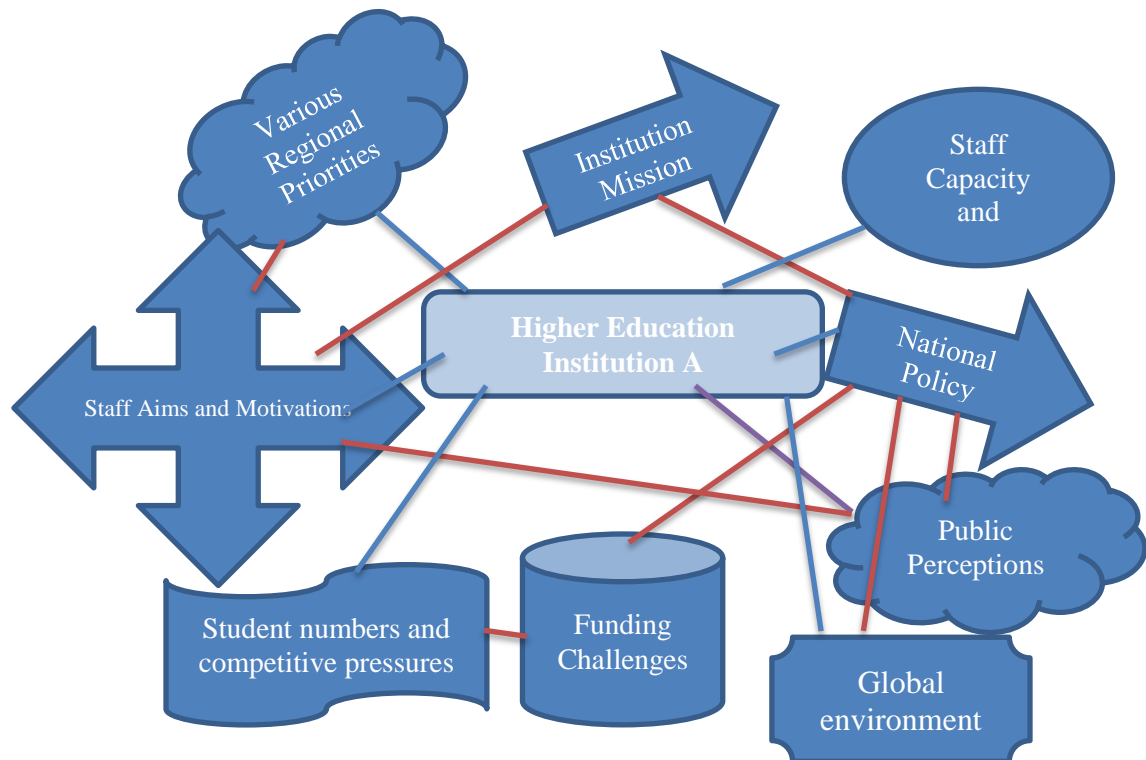 Various
Regional
Priorities
Institution
Mission
Staff
Capacity
and
Higher Education
Institution A
National
Policy
Staff Aims and Motivations
Public
Perceptions
Student numbers and
competitive pressures
Funding
Challenges
Global
environment